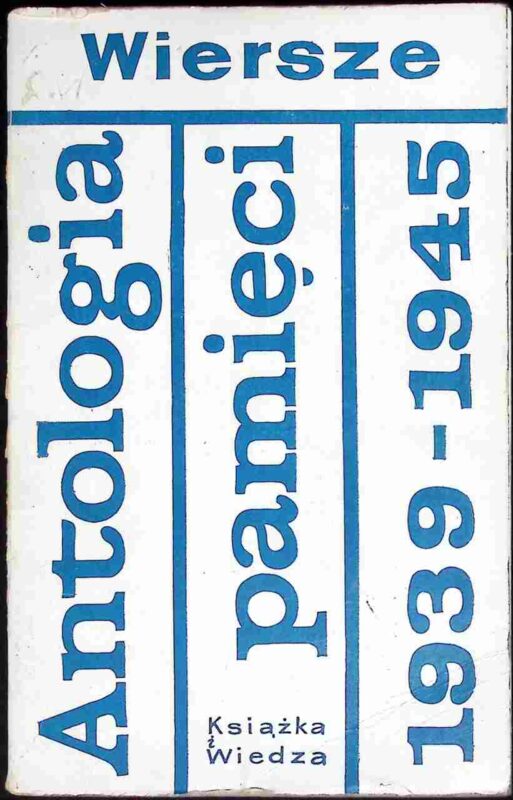 Wiersze
Antologia
pamięci
1939-1945
Książka
i
Wiedza